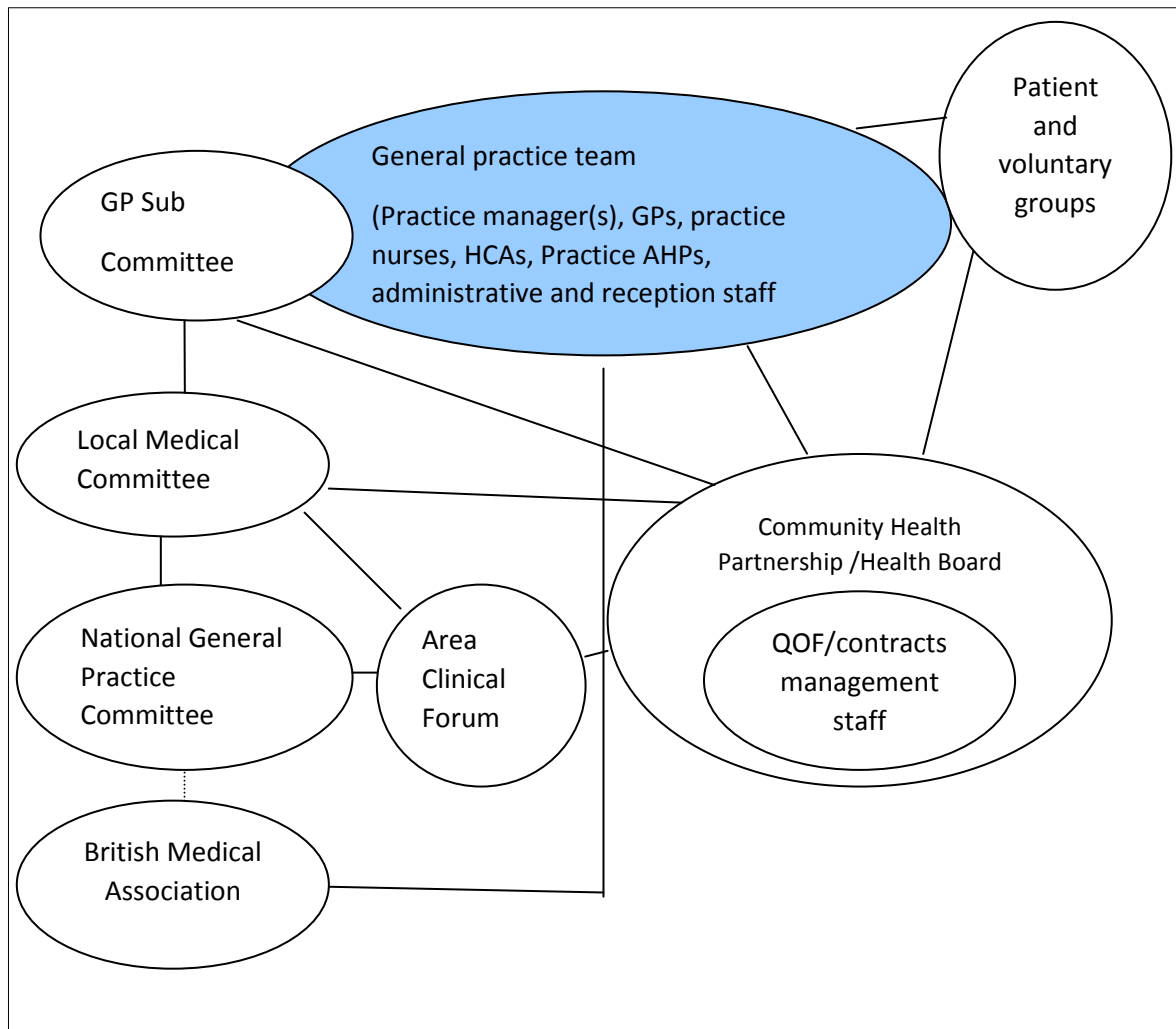 Patient
and
voluntary
groups
General practice team
(Practice manager(s), GPs, practice
nurses, HCAs, Practice AHPs,
administrative and reception staff
GP Sub
Committee
Local Medical
Committee
Community Health
Partnership /Health Board
National General
Practice
Committee
Area
Clinical
Forum
QOF/contracts
management
staff
British Medical
Association